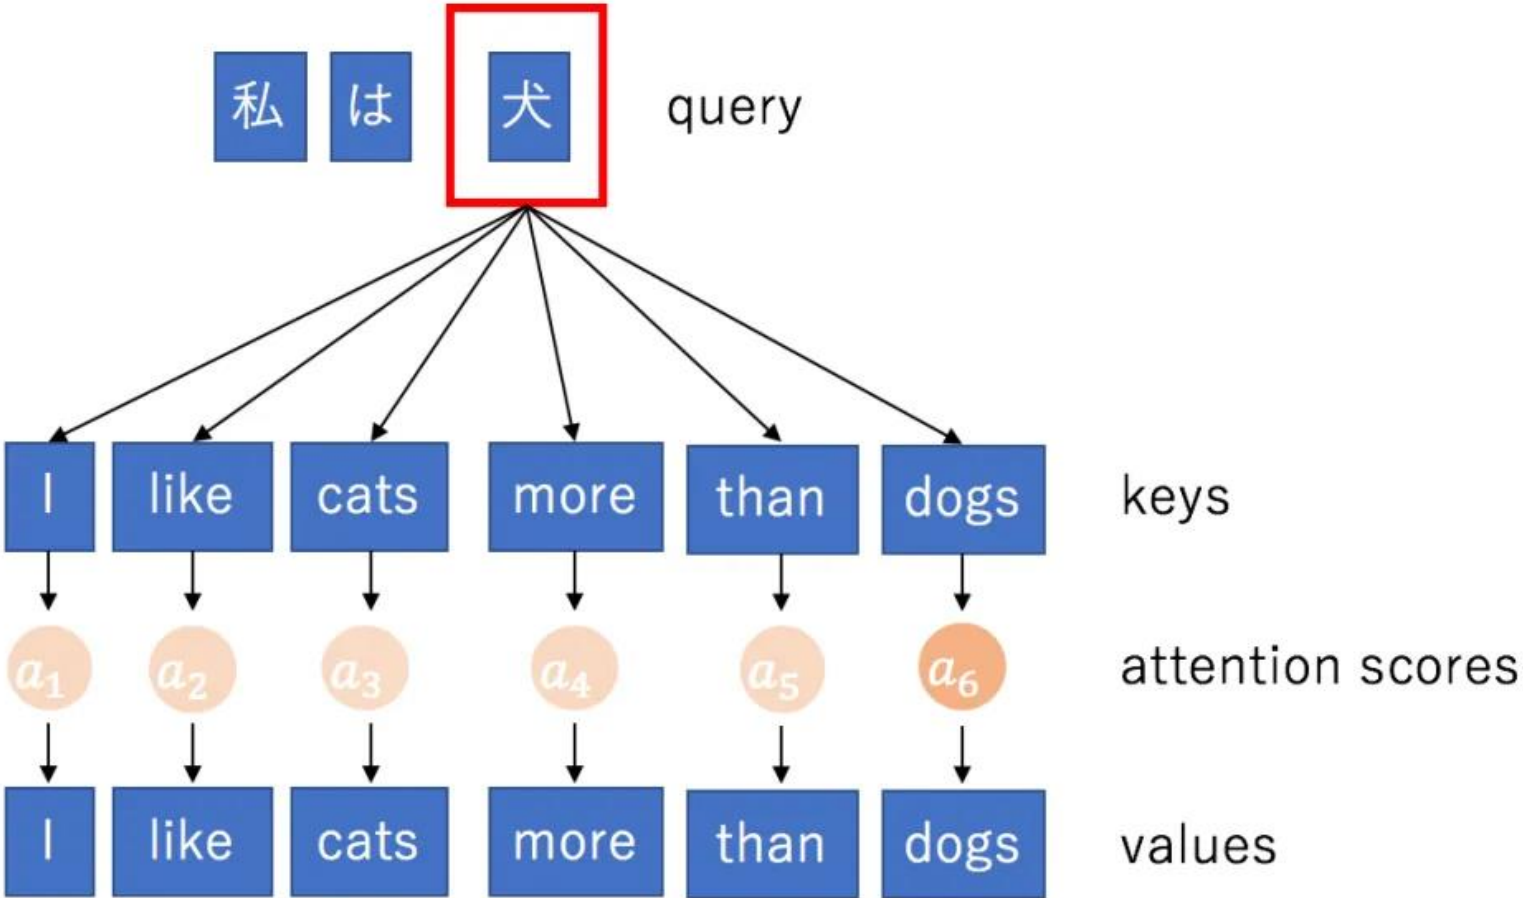 私 は 犬 query
I like cats more than dogs keys
a₁ a₂ a₃ a₄ a₅ a₆ attention scores
I like cats more than dogs values